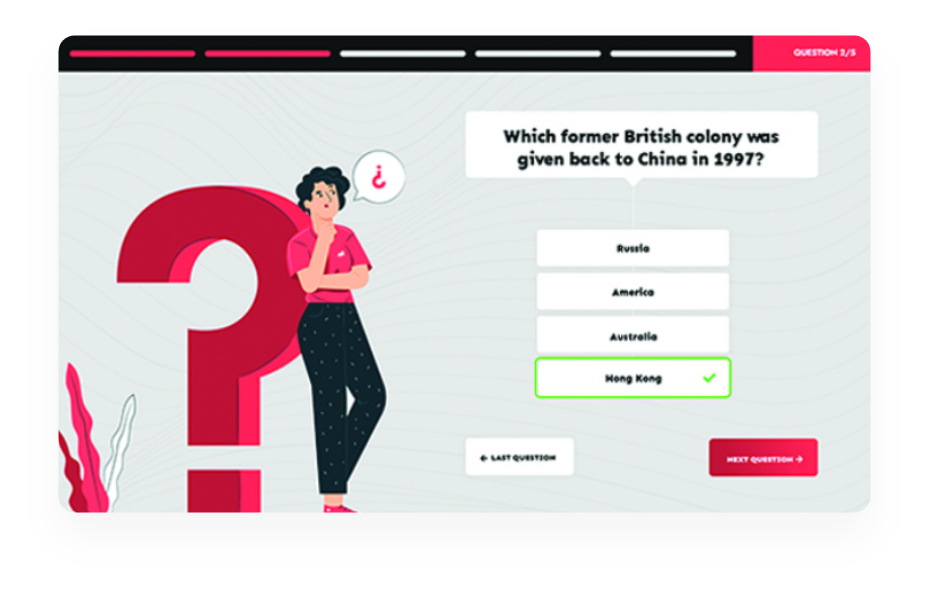 QUESTION 2/5
Which former British colony was
given back to China in 1997?
¿
Russia
America
Australia
Hong Kong
← LAST QUESTION
NEXT QUESTION →